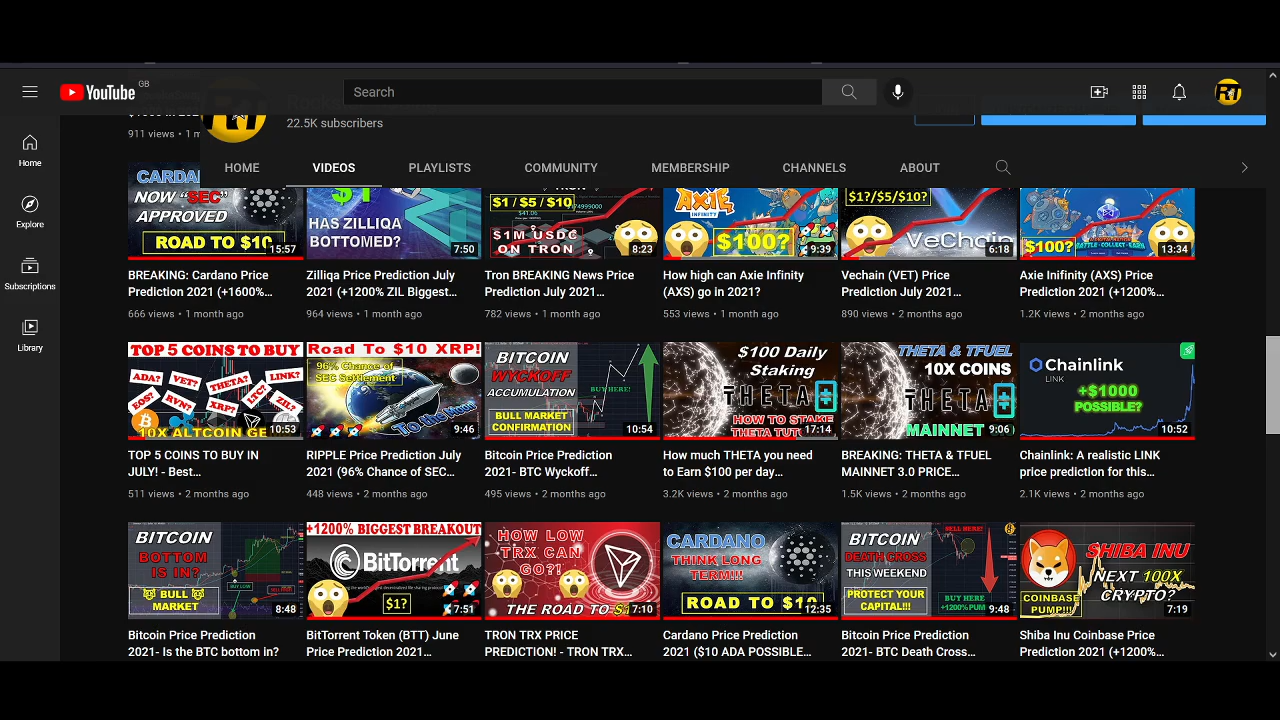 YouTube GB
Search
22.5K subscribers
911 views • 1 m
HOME
VIDEOS
PLAYLISTS
COMMUNITY
MEMBERSHIP
CHANNELS
ABOUT
Home
Explore
Subscriptions
Library
CARDANO
NOW "SEC"
APPROVED
ROAD TO $10
15:57
BREAKING: Cardano Price
Prediction 2021 (+1600%...
666 views • 1 month ago
$1
HAS ZILLIQA
BOTTOMED?
7:50
Zilliqa Price Prediction July
2021 (+1200% ZIL Biggest...
964 views • 1 month ago
$1 / $5 / $10
$1M USDC
ON TRON
8:23
Tron BREAKING News Price
Prediction July 2021...
782 views • 1 month ago
AXIE
INFINITY
$100?
9:39
How high can Axie Infinity
(AXS) go in 2021?
553 views • 1 month ago
$1?/$5/$10?
VeChain
6:18
Vechain (VET) Price
Prediction July 2021...
890 views • 1 month ago
BATTLE•COLLECT•EARN
$100?
13:34
Axie Infinity (AXS) Price
Prediction 2021 (+1200%...
1.2K views • 2 months ago
TOP 5 COINS TO BUY
ADA?
VET?
THETA?
LINK?
EOS?
RVN?
XRP?
LTC?
ZIL?
10X ALTCOIN GE
10:53
TOP 5 COINS TO BUY IN
JULY! - Best...
511 views • 2 months ago
Road To $10 XRP!
96% Chance of
SEC Settlement
To the Moon
9:46
RIPPLE Price Prediction July
2021 (96% Chance of SEC...
448 views • 2 months ago
BITCOIN
WYCKOFF
ACCUMULATION
BUY HERE!
BULL MARKET
CONFIRMATION
10:54
Bitcoin Price Prediction
2021- BTC Wyckoff...
495 views • 2 months ago
$100 Daily
Staking
THETA
HOW TO STAKE
THETA TUT
17:14
How much THETA you need
to Earn $100 per day...
3.2K views • 2 months ago
THETA & TFUEL
10X COINS
THETA
MAINNET
9:06
BREAKING: THETA & TFUEL
MAINNET 3.0 PRICE...
1.5K views • 2 months ago
Chainlink
LINK
+$1000
POSSIBLE?
10:52
Chainlink: A realistic LINK
price prediction for this...
2.1K views • 2 months ago
BITCOIN
BOTTOM
IS IN?
BUY LOW
BULL
MARKET
8:48
Bitcoin Price Prediction
2021- Is the BTC bottom in?
+1200% BIGGEST BREAKOUT
BitTorrent
$1?
7:51
BitTorrent Token (BTT) June
Price Prediction 2021...
HOW LOW
TRX CAN
GO?!
THE ROAD TO $1
7:10
TRON TRX PRICE
PREDICTION! - TRON TRX...
CARDANO
THINK LONG
TERM!!!
ROAD TO $10
12:35
Cardano Price Prediction
2021 ($10 ADA POSSIBLE...
BITCOIN
DEATH CROSS
THIS WEEKEND
PROTECT YOUR
CAPITAL!!!
SELL HERE!
BUY HERE
+1200% PUMP
9:48
Bitcoin Price Prediction
2021- BTC Death Cross...
SHIBA INU
NEXT 100X
CRYPTO?
COINBASE
PUMP!!!
7:19
Shiba Inu Coinbase Price
Prediction 2021 (+1200%...